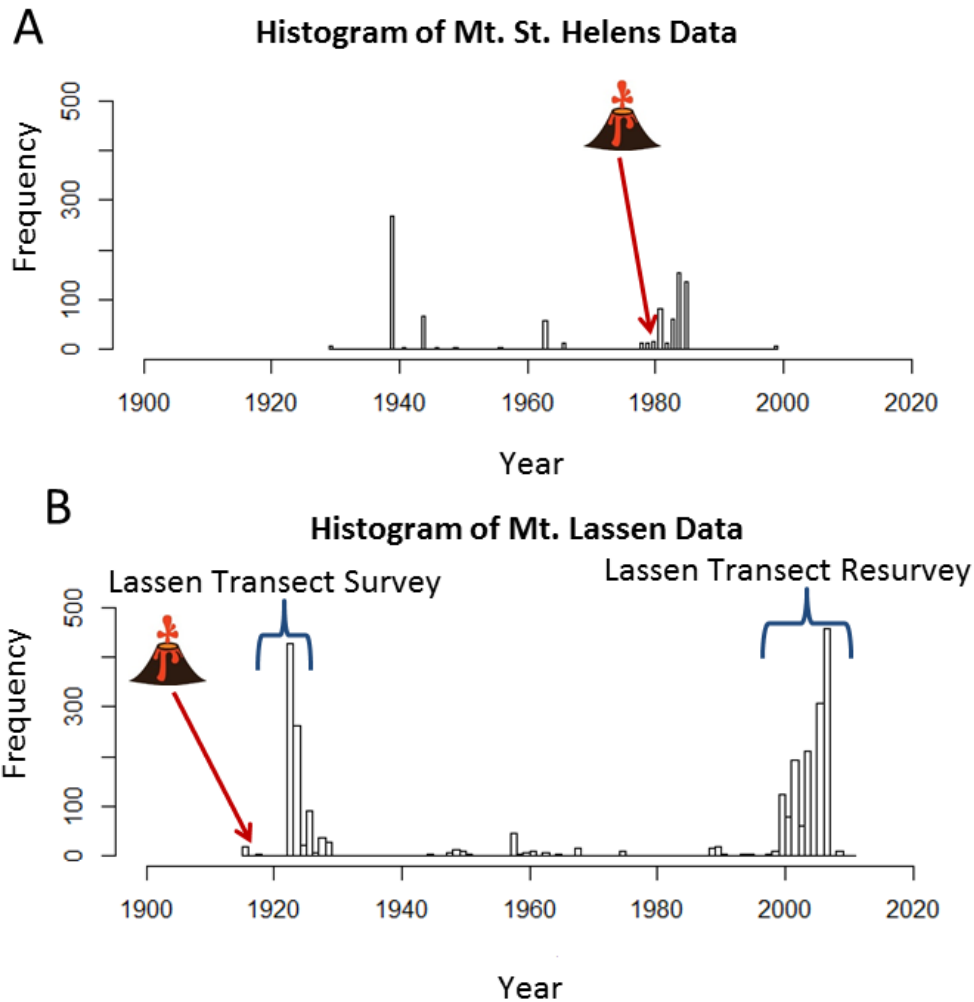 A
Histogram of Mt. St. Helens Data
Frequency
500
300
100
0
1900 1920 1940 1960 1980 2000 2020
Year
B
Histogram of Mt. Lassen Data
Lassen Transect Survey
Lassen Transect Resurvey
Frequency
500
300
100
0
1900 1920 1940 1960 1980 2000 2020
Year